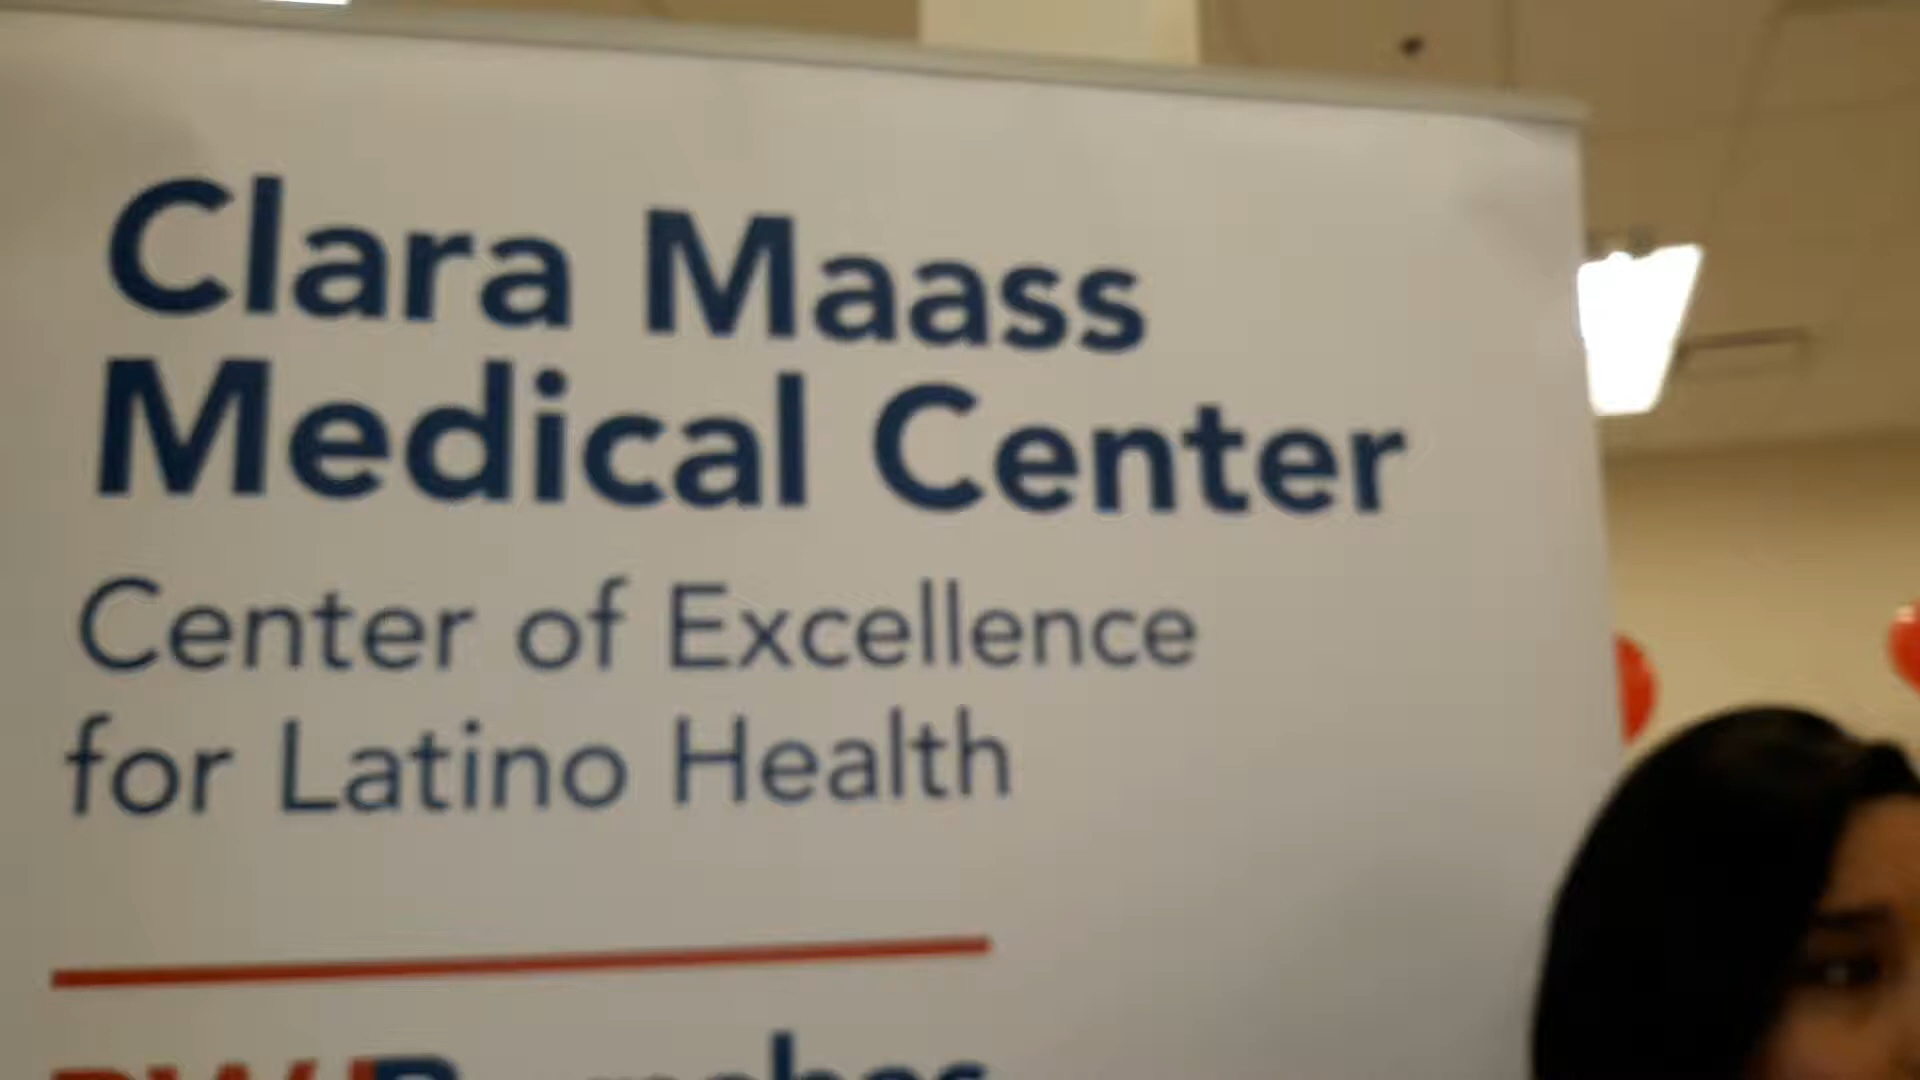 Clara Maass
Medical Center
Center of Excellence
for Latino Health